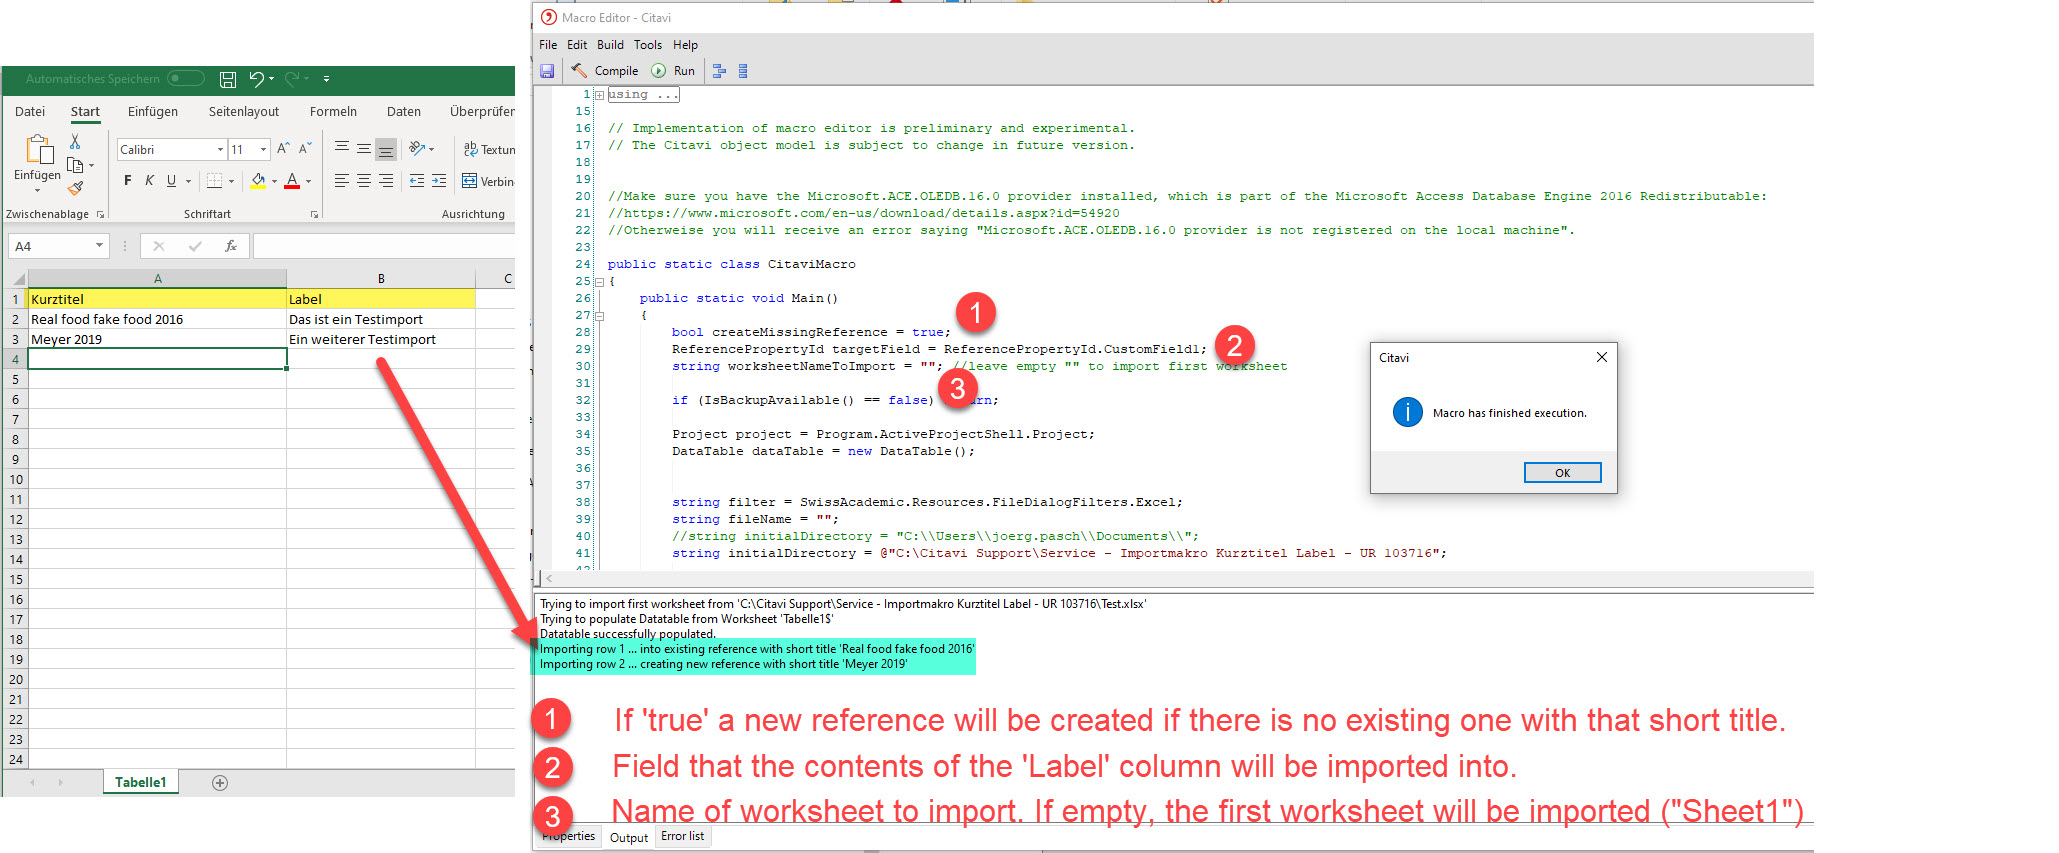 Automatisches Speichern
Datei Start Einfügen Seitenlayout Formeln Daten Überprüfen
Einfügen
Calibri 11
F K U
ab Textum
Verbin
Zwischenablage Schriftart Ausrichtung
A4 fx
A B C
1 Kurztitel Label
2 Real food fake food 2016 Das ist ein Testimport
3 Meyer 2019 Ein weiterer Testimport
4
5
6
7
8
9
10
11
12
13
14
15
16
17
18
19
20
21
22
23
24
Tabelle1
Macro Editor - Citavi
File Edit Build Tools Help
Compile Run
1 using ...
15
16 // Implementation of macro editor is preliminary and experimental.
17 // The Citavi object model is subject to change in future version.
18
19
20 //Make sure you have the Microsoft.ACE.OLEDB.16.0 provider installed, which is part of the Microsoft Access Database Engine 2016 Redistributable:
21 //https://www.microsoft.com/en-us/download/details.aspx?id=54920
22 //Otherweise you will receive an error saying "Microsoft.ACE.OLEDB.16.0 provider is not registered on the local machine".
23
24 public static class CitaviMacro
25 {
26 public static void Main()
27 {
28 bool createMissingReference = true;
29 ReferencePropertyId targetField = ReferencePropertyId.CustomField1;
30 string worksheetNameToImport = ""; //leave empty "" to import first worksheet
31
32 if (IsBackupAvailable() == false) urn;
33
34 Project project = Program.ActiveProjectShell.Project;
35 DataTable dataTable = new DataTable();
36
37
38 string filter = SwissAcademic.Resources.FileDialogFilters.Excel;
39 string fileName = "";
40 //string initialDirectory = "C:\\Users\\joerg.pasch\\Documents\\";
41 string initialDirectory = @"C:\Citavi Support\Service - Importmakro Kurztitel Label - UR 103716";
1
2
3
Citavi
Macro has finished execution.
OK
Trying to import first worksheet from 'C:\Citavi Support\Service - Importmakro Kurztitel Label - UR 103716\Test.xlsx'
Trying to populate Datatable from Worksheet 'Tabelle1$'
Datatable successfully populated.
Importing row 1 ... into existing reference with short title 'Real food fake food 2016'
Importing row 2 ... creating new reference with short title 'Meyer 2019'
1 If 'true' a new reference will be created if there is no existing one with that short title.
2 Field that the contents of the 'Label' column will be imported into.
3 Name of worksheet to import. If empty, the first worksheet will be imported ("Sheet1")
Properties Output Error list